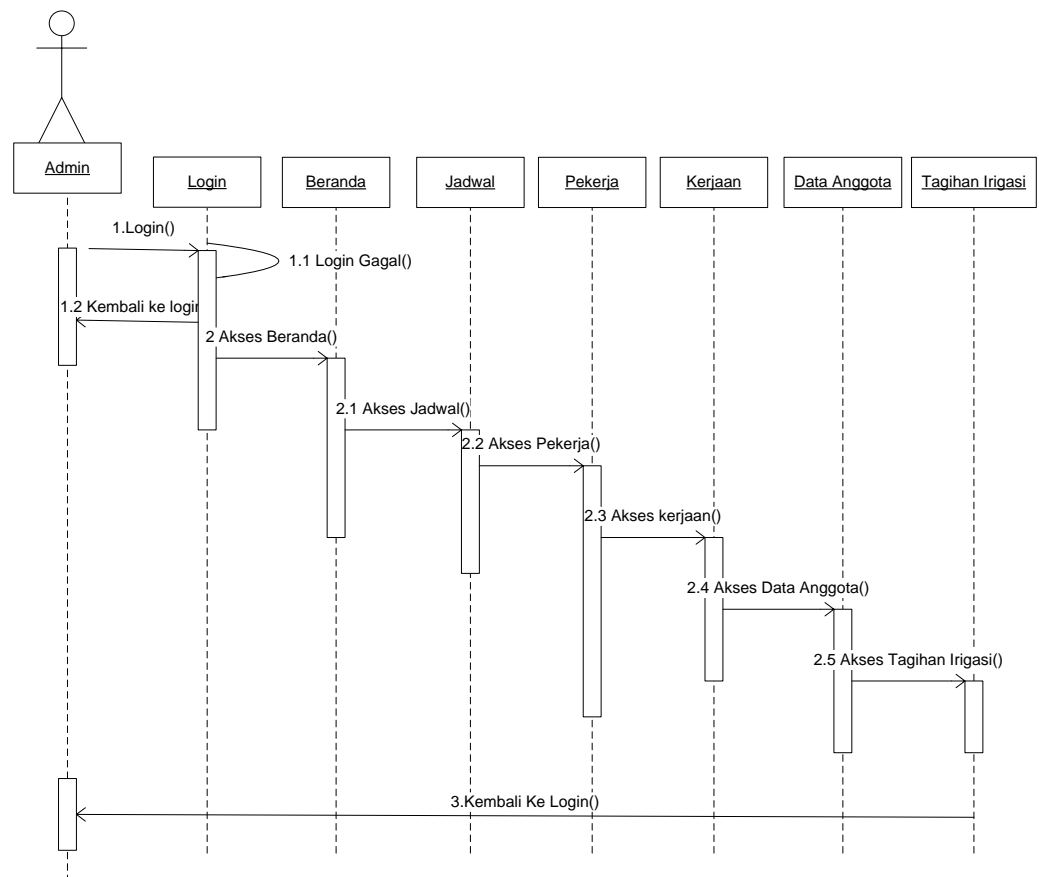 Admin
Login
Beranda
Jadwal
Pekerja
Kerjaan
Data Anggota
Tagihan Irigasi
1.Login()
1.1 Login Gagal()
1.2 Kembali ke login
2 Akses Beranda()
2.1 Akses Jadwal()
2.2 Akses Pekerja()
2.3 Akses kerjaan()
2.4 Akses Data Anggota()
2.5 Akses Tagihan Irigasi()
3.Kembali Ke Login()